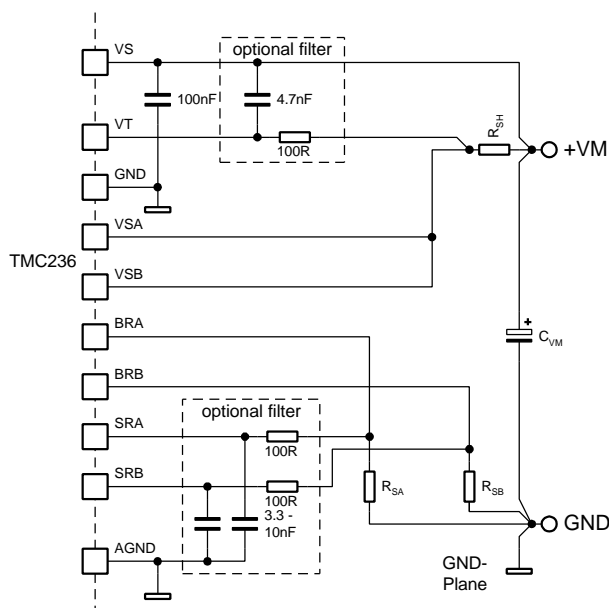 VS
optional filter
100nF
4.7nF
VT
100R
R_SH
+VM
GND
VSA
TMC236
VSB
BRA
+
C_VM
BRB
optional filter
SRA
100R
SRB
100R
R_SA
R_SB
3.3 -
10nF
GND
AGND
GND-
Plane